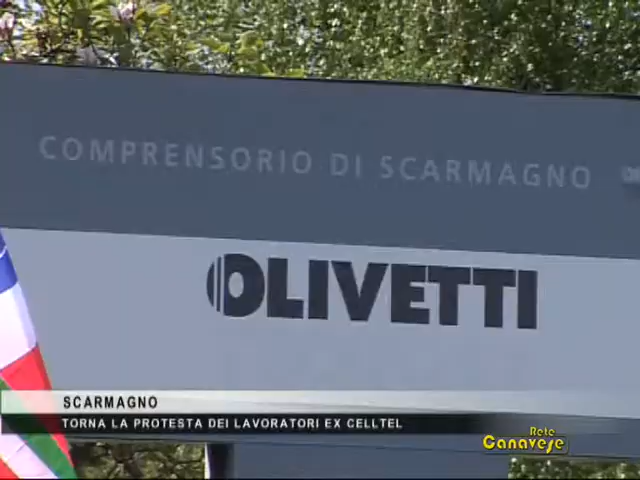 COMPRENSORIO DI SCARMAGNO
OLIVETTI
SCARMAGNO
TORNA LA PROTESTA DEI LAVORATORI EX CELLTEL
Rete
Canavese